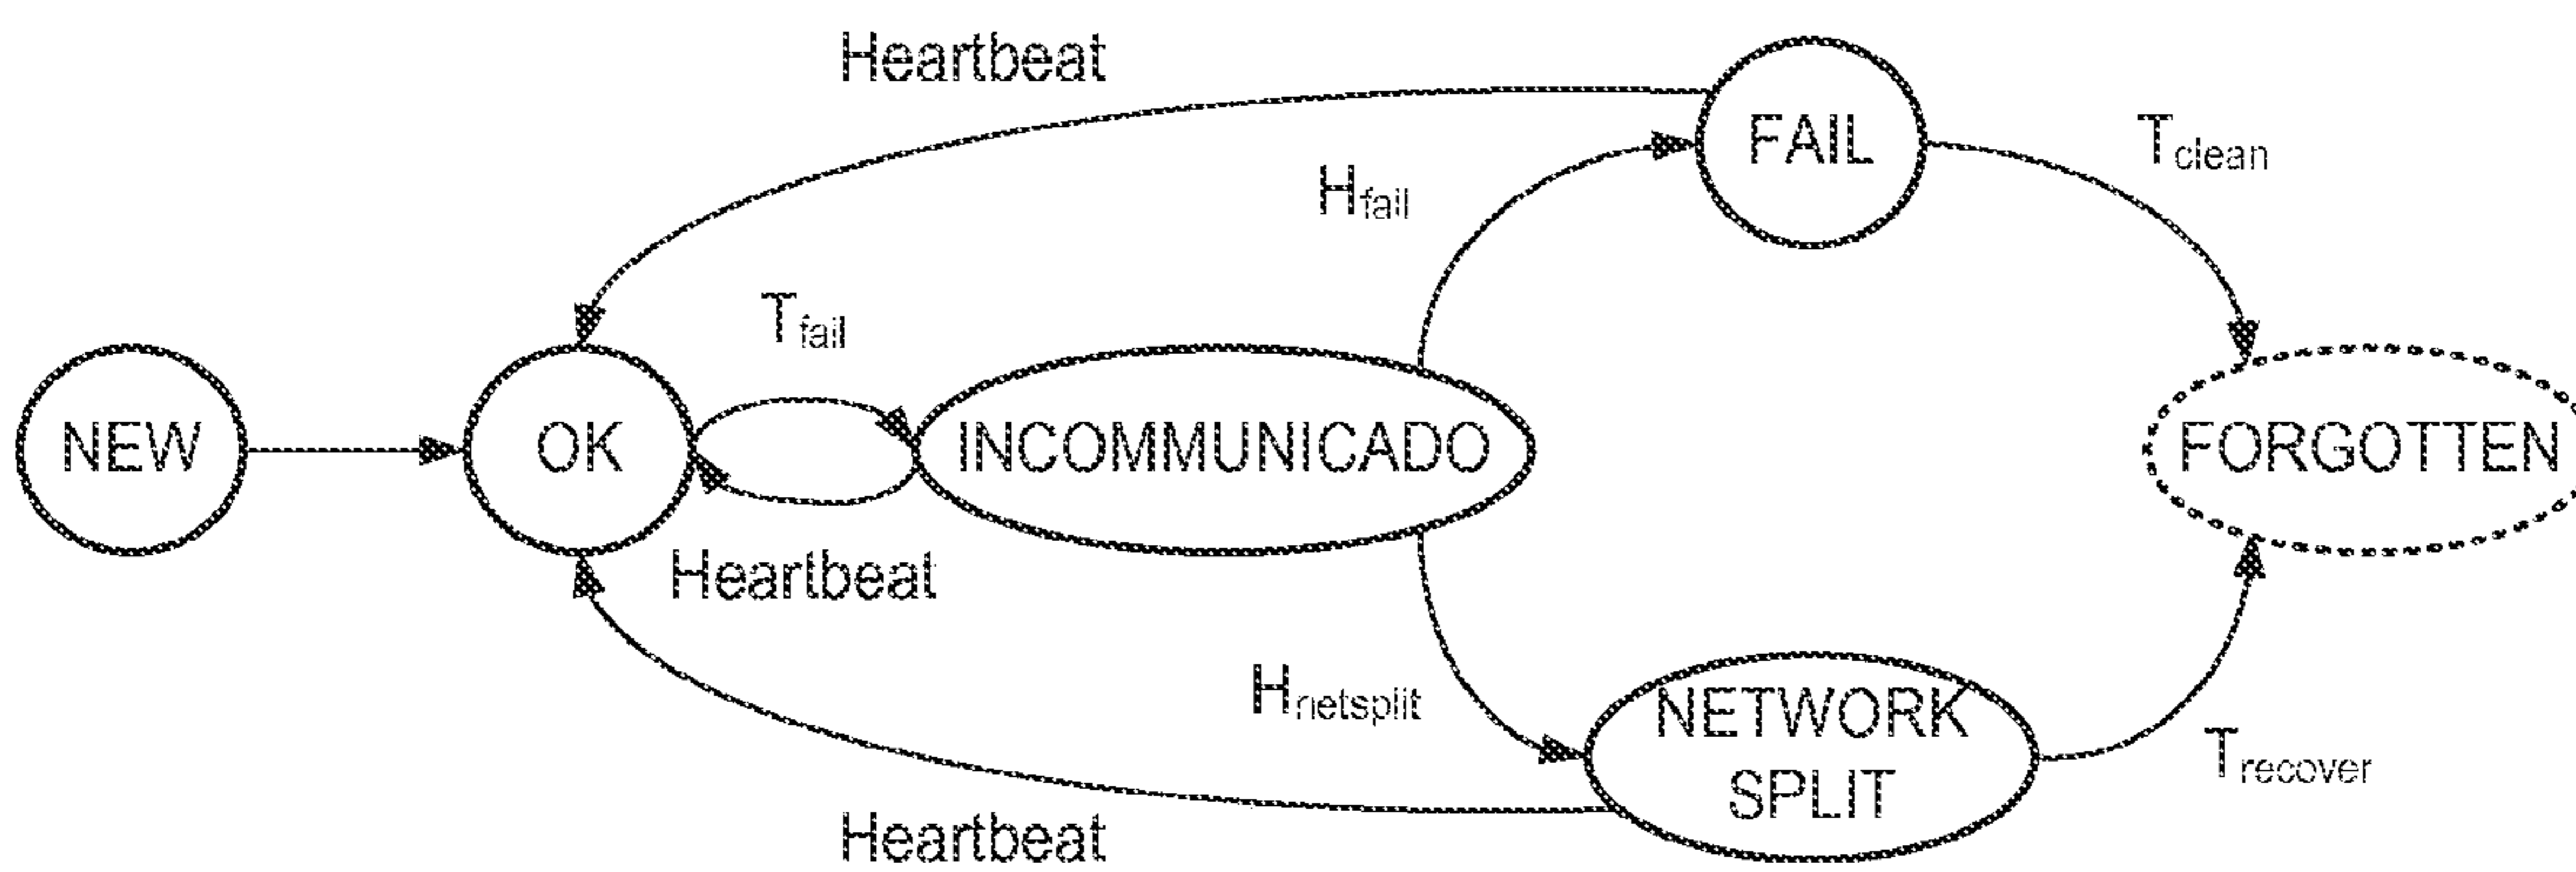 Heartbeat
FAIL
Tclean
Hfail
Tfail
NEW
OK
INCOMMUNICADO
FORGOTTEN
Heartbeat
Hnetsplit
NETWORK
SPLIT
Trecover
Heartbeat